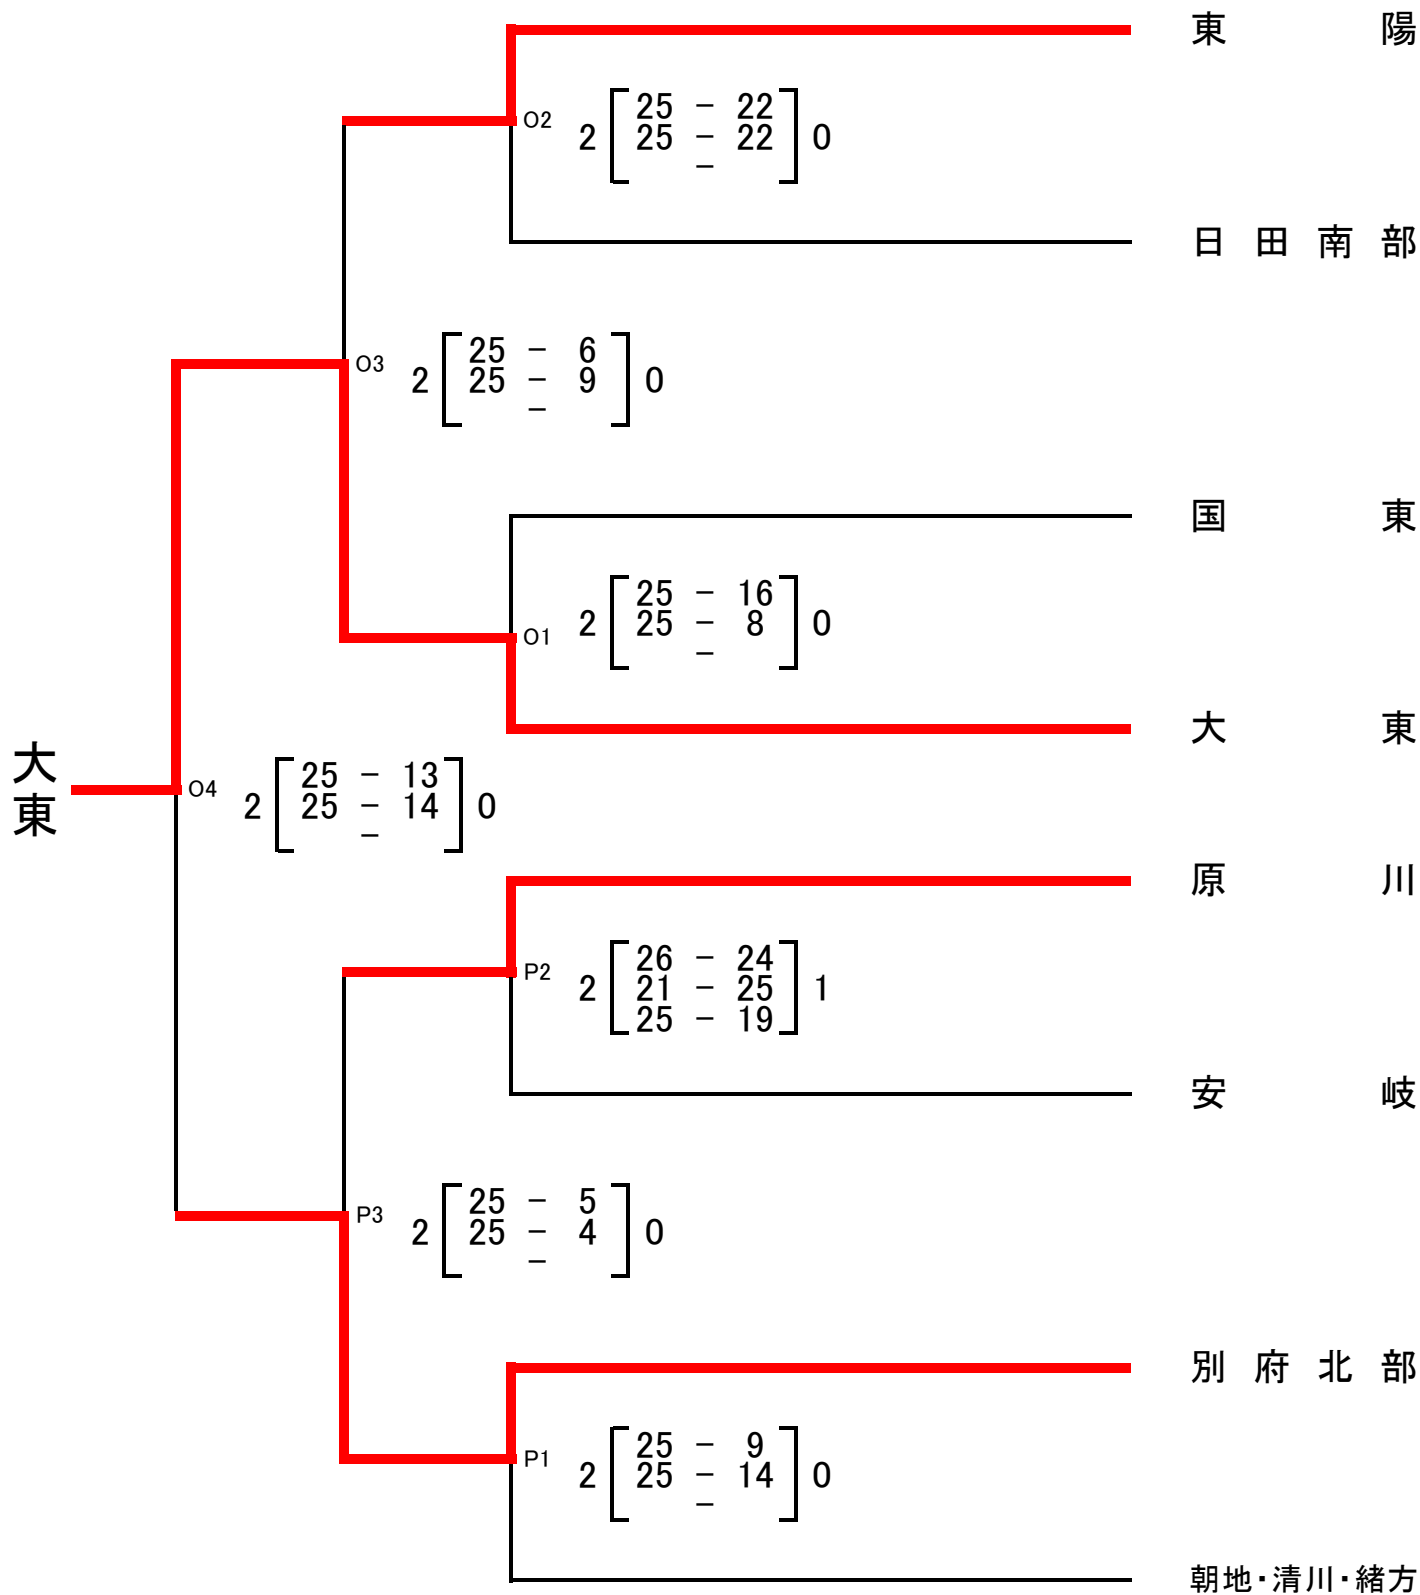 東陽
O2
2 25 - 22 0
25 - 22
-
日田南部
O3
2 25 - 6 0
25 - 9
-
国東
O1
2 25 - 16 0
25 - 8
-
大東
大東
O4
2 25 - 13 0
25 - 14
-
原川
P2
2 26 - 24 1
21 - 25
25 - 19
安岐
P3
2 25 - 5 0
25 - 4
-
別府北部
P1
2 25 - 9 0
25 - 14
-
朝地・清川・緒方